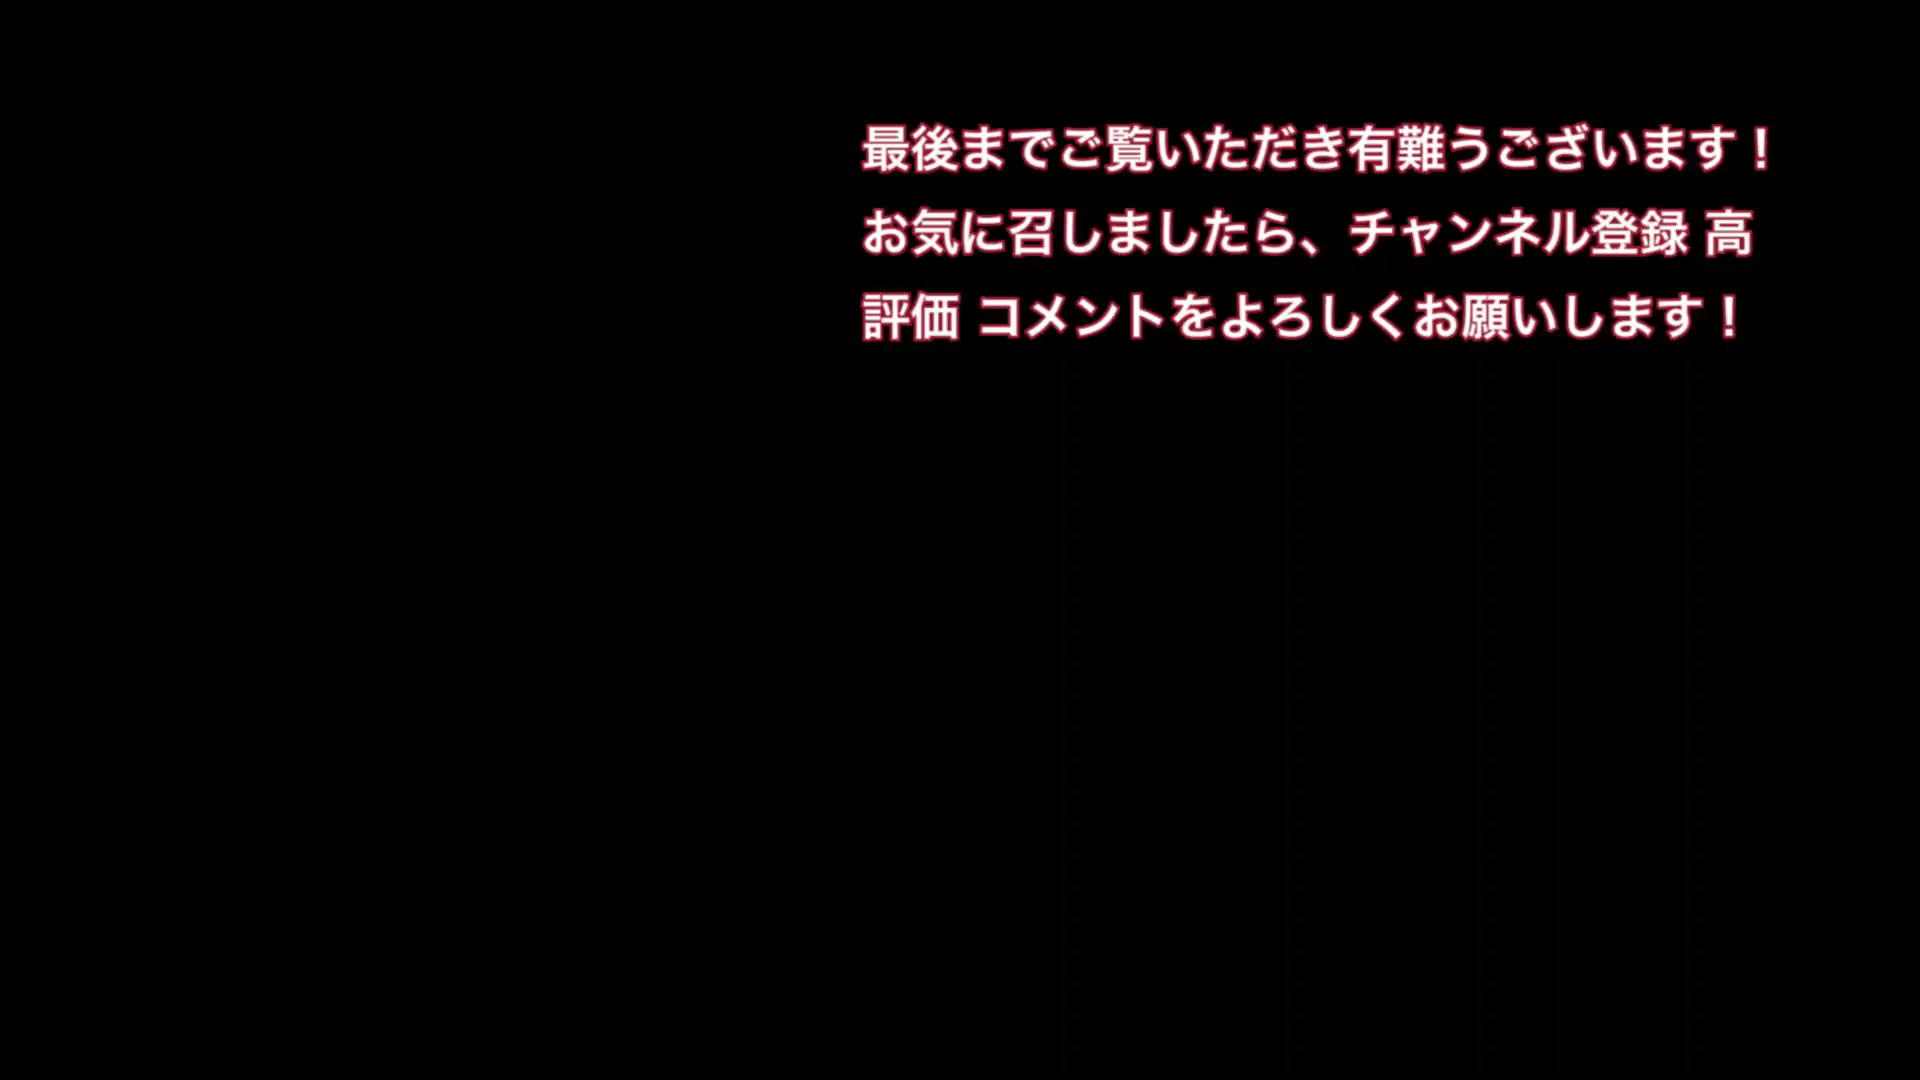 最後までご覧いただき有難うございます！
お気に召しましたら、チャンネル登録 高
評価 コメントをよろしくお願いします！